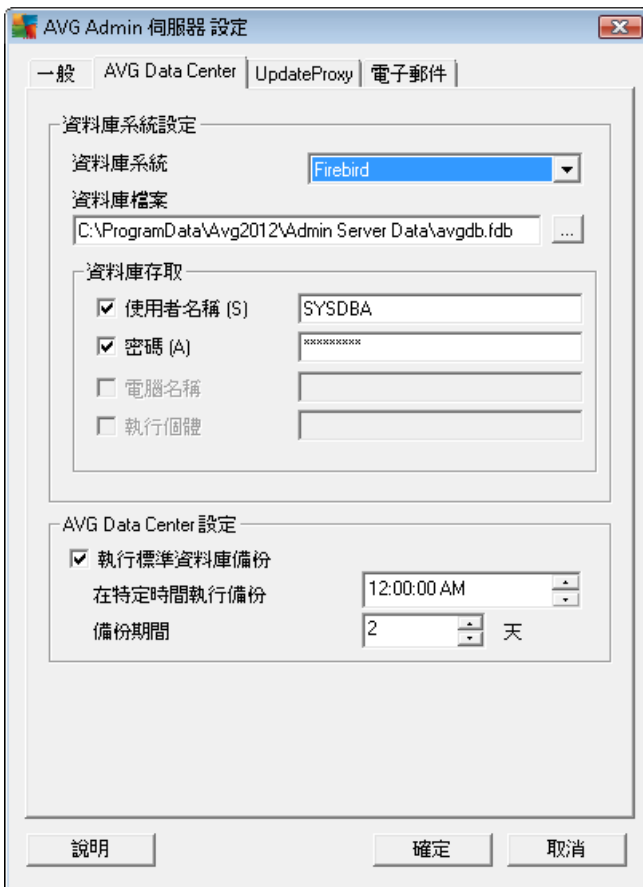 AVG Admin 伺服器 設定
一般
AVG Data Center
UpdateProxy
電子郵件
資料庫系統設定
資料庫系統
Firebird
資料庫檔案
C:\ProgramData\Avg2012\Admin Server Data\avgdb.fdb
...
資料庫存取
使用者名稱 (S)
SYSDBA
密碼 (A)
*********
電腦名稱
執行個體
AVG Data Center 設定
執行標準資料庫備份
在特定時間執行備份
12:00:00 AM
備份期間
2
天
說明
確定
取消